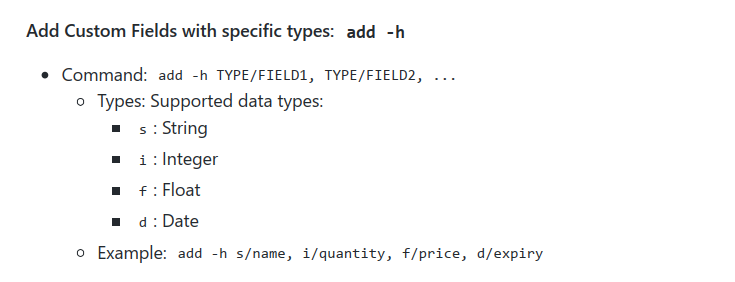 Add Custom Fields with specific types: add -h
Command: add -h TYPE/FIELD1, TYPE/FIELD2, ...
Types: Supported data types:
s : String
i : Integer
f : Float
d : Date
Example: add -h s/name, i/quantity, f/price, d/expiry